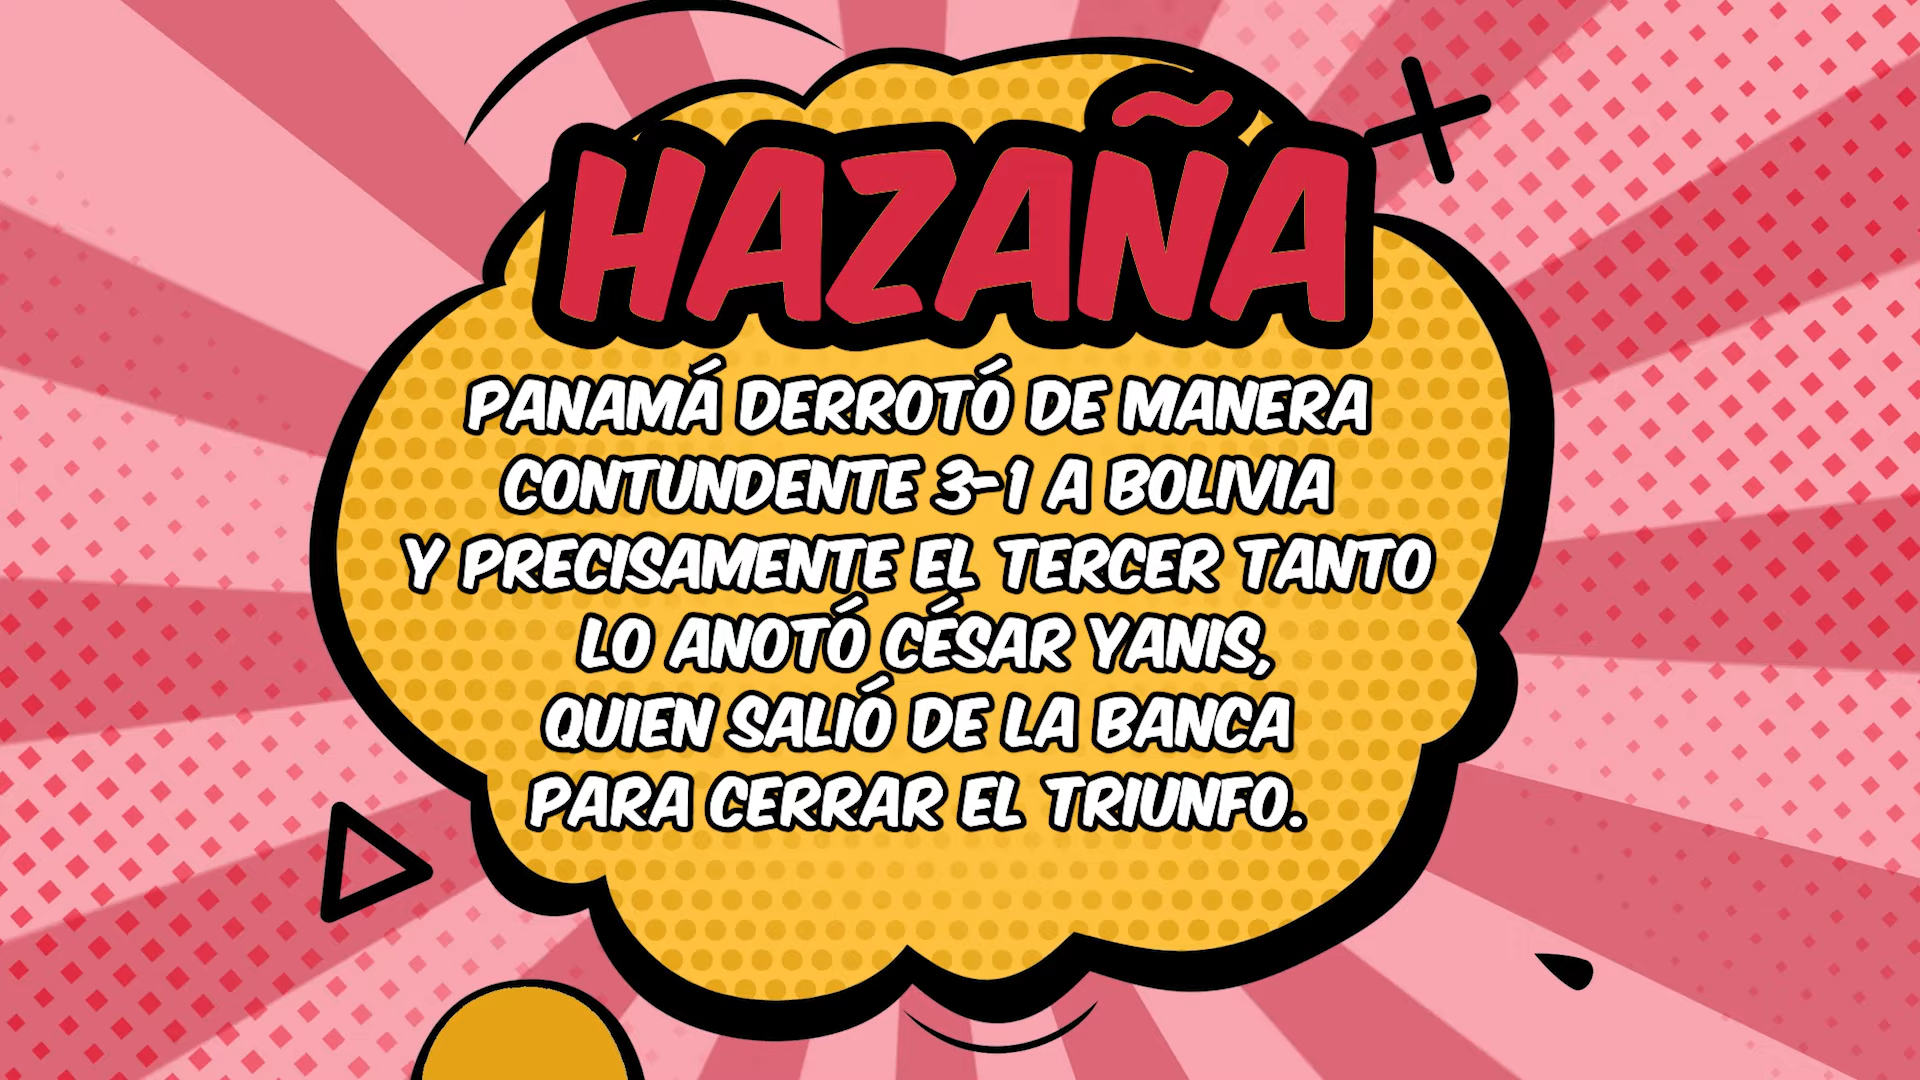 HAZAÑA
PANAMÁ DERROTÓ DE MANERA
CONTUNDENTE 3-1 A BOLIVIA
Y PRECISAMENTE EL TERCER TANTO
LO ANOTÓ CÉSAR YANIS,
QUIEN SALIÓ DE LA BANCA
PARA CERRAR EL TRIUNFO.